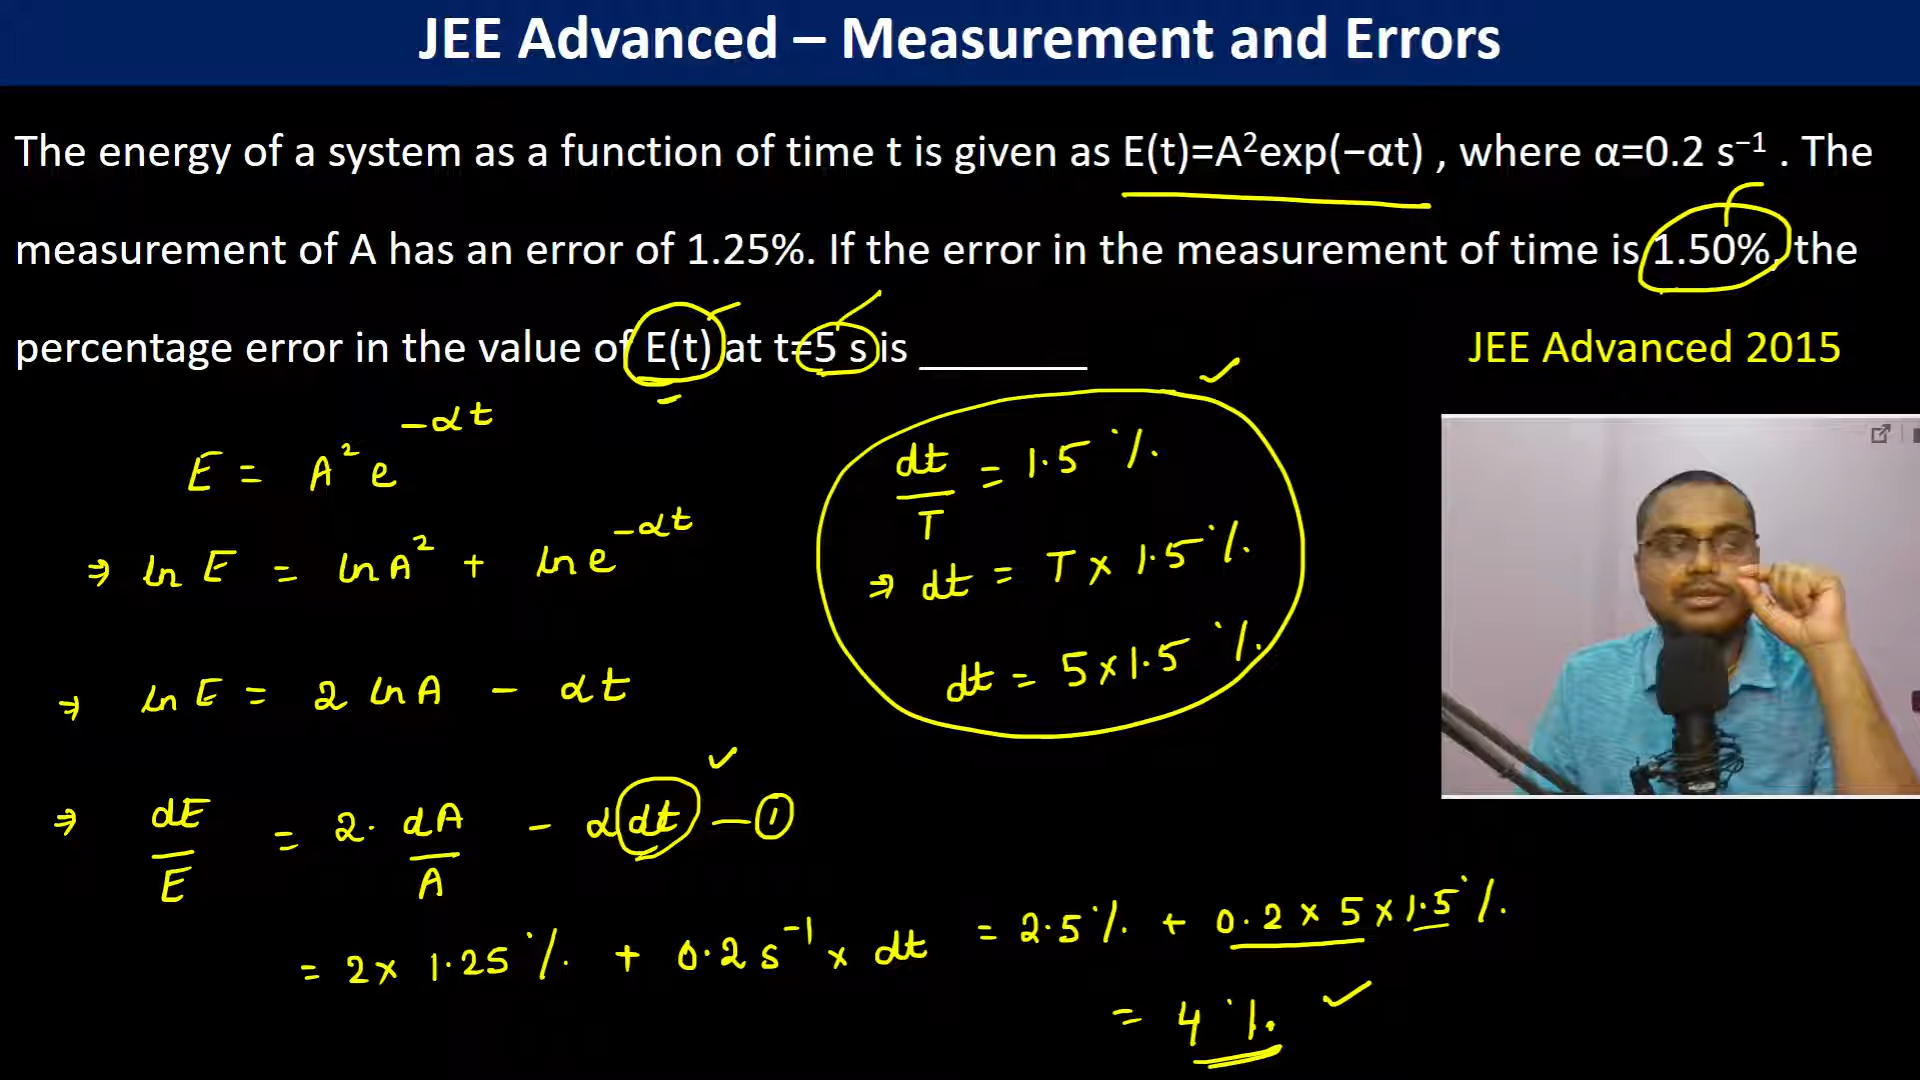 JEE Advanced – Measurement and Errors
The energy of a system as a function of time t is given as E(t)=A²exp(−αt) , where α=0.2 s⁻¹ . The
measurement of A has an error of 1.25%. If the error in the measurement of time is 1.50%, the
percentage error in the value of E(t) at t=5 s is ________
JEE Advanced 2015
E = A² e^(-αt)
⇒ ln E = ln A² + ln e^(-αt)
⇒ ln E = 2 ln A - αt
⇒ dE/E = 2. dA/A - αdt — ①
= 2 x 1.25 % + 0.2 s⁻¹ x dt
dt/T = 1.5 %
⇒ dt = T x 1.5 %
dt = 5 x 1.5 %
= 2.5 % + 0.2 x 5 x 1.5 %
= 4 %